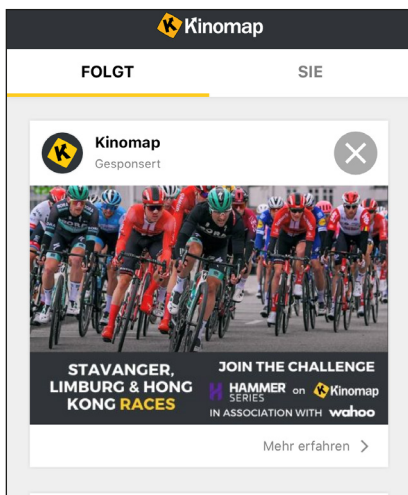 Kinomap
FOLGT SIE
Kinomap
Gesponsert
BORA
STAVANGER,
LIMBURG & HONG
KONG RACES
JOIN THE CHALLENGE
HAMMER SERIES on Kinomap
IN ASSOCIATION WITH wahoo
Mehr erfahren